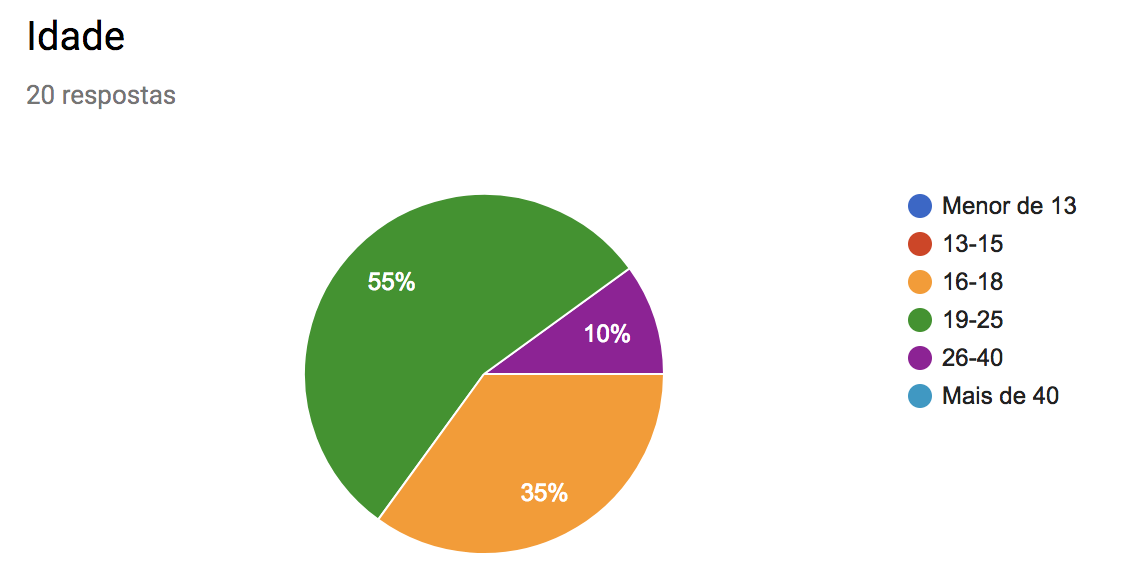 Idade
20 respostas
Menor de 13
13-15
55%
16-18
19-25
10%
26-40
Mais de 40
35%